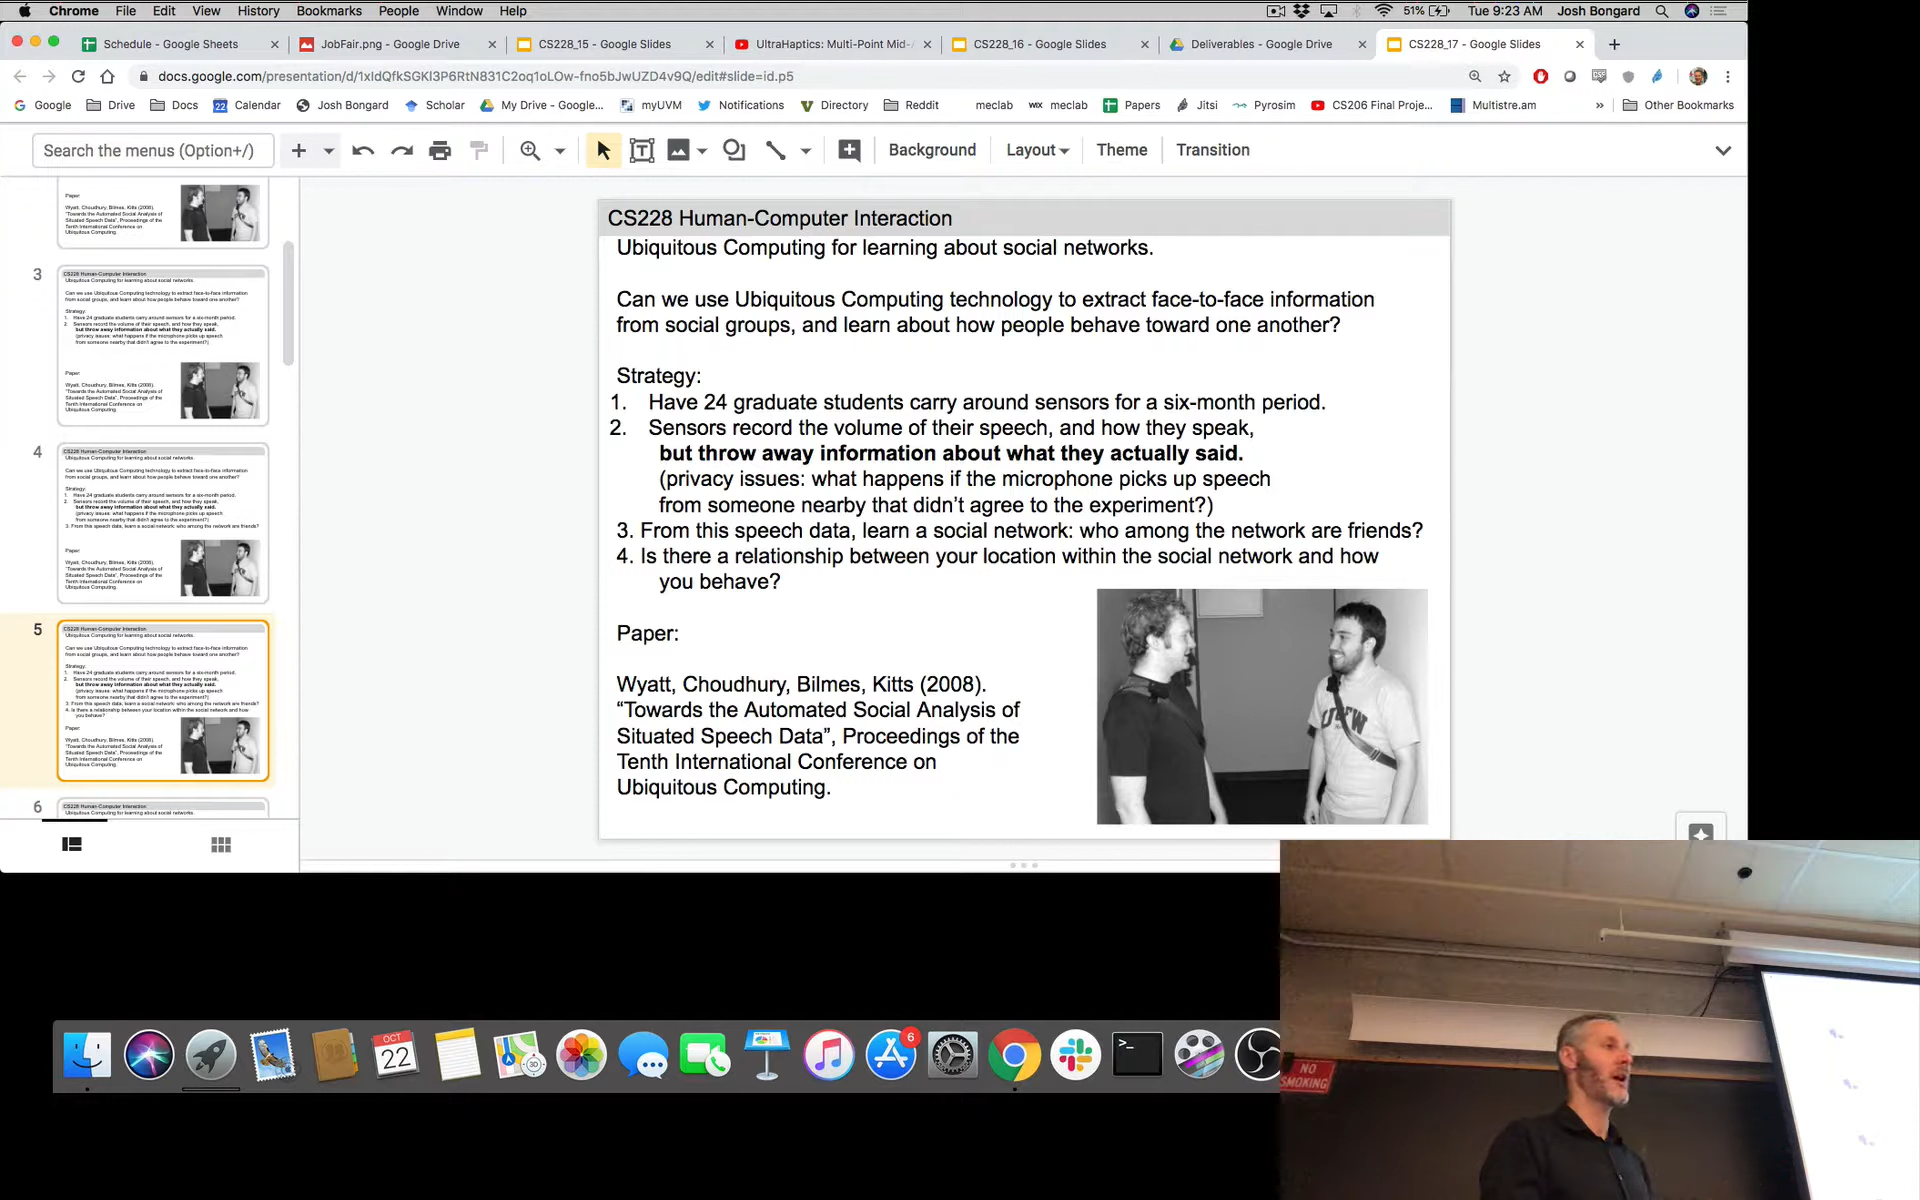 Chrome File Edit View History Bookmarks People Window Help 51% Tue 9:23 AM Josh Bongard
Schedule - Google Sheets JobFair.png - Google Drive CS228_15 - Google Slides UltraHaptics: Multi-Point Mid- CS228_16 - Google Slides Deliverables - Google Drive CS228_17 - Google Slides
docs.google.com/presentation/d/1xIdQfkSGKI3P6RtN831C2oq1oLOw-fno5bJwUZD4v9Q/edit#slide=id.p5
Google Drive Docs Calendar Josh Bongard Scholar My Drive - Google... myUVM Notifications Directory Reddit meclab WIX meclab Papers Jitsi Pyrosim CS206 Final Proje... Multistre.am » Other Bookmarks
Search the menus (Option+/) Background Layout Theme Transition
3
4
5
6
CS228 Human-Computer Interaction
Ubiquitous Computing for learning about social networks.
Can we use Ubiquitous Computing technology to extract face-to-face information
from social groups, and learn about how people behave toward one another?
Strategy:
1. Have 24 graduate students carry around sensors for a six-month period.
2. Sensors record the volume of their speech, and how they speak,
but throw away information about what they actually said.
(privacy issues: what happens if the microphone picks up speech
from someone nearby that didn't agree to the experiment?)
3. From this speech data, learn a social network: who among the network are friends?
4. Is there a relationship between your location within the social network and how
you behave?
Paper:
Wyatt, Choudhury, Bilmes, Kitts (2008).
“Towards the Automated Social Analysis of
Situated Speech Data”, Proceedings of the
Tenth International Conference on
Ubiquitous Computing.
OCT
22
6
NO
SMOKING